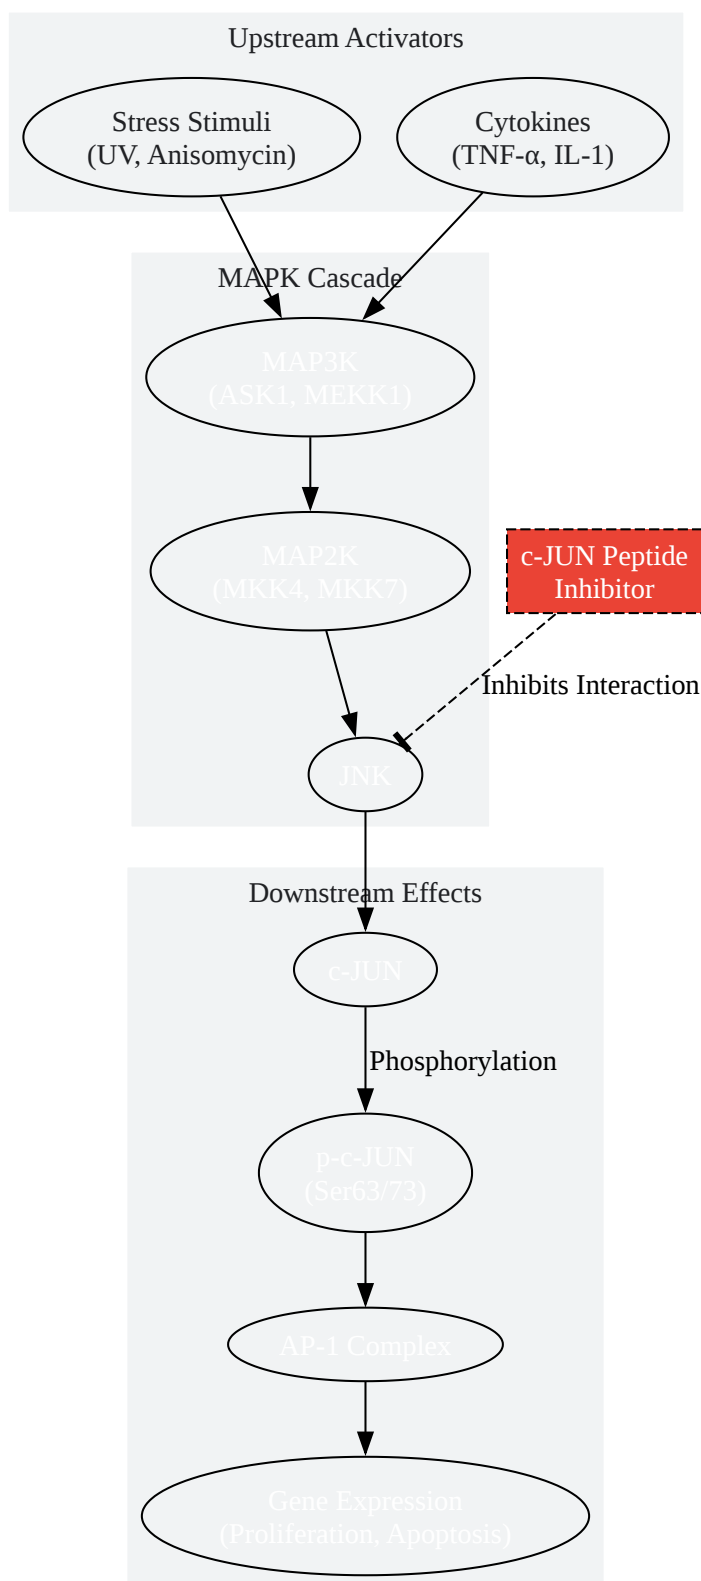 Upstream Activators
Stress Stimuli
(UV, Anisomycin)
Cytokines
(TNF-α, IL-1)
MAPK Cascade
MAP3K
(ASK1, MEKK1)
MAP2K
(MKK4, MKK7)
c-JUN Peptide
Inhibitor
Inhibits Interaction
JNK
Downstream Effects
c-JUN
Phosphorylation
p-c-JUN
(Ser63/73)
AP-1 Complex
Gene Expression
(Proliferation, Apoptosis)